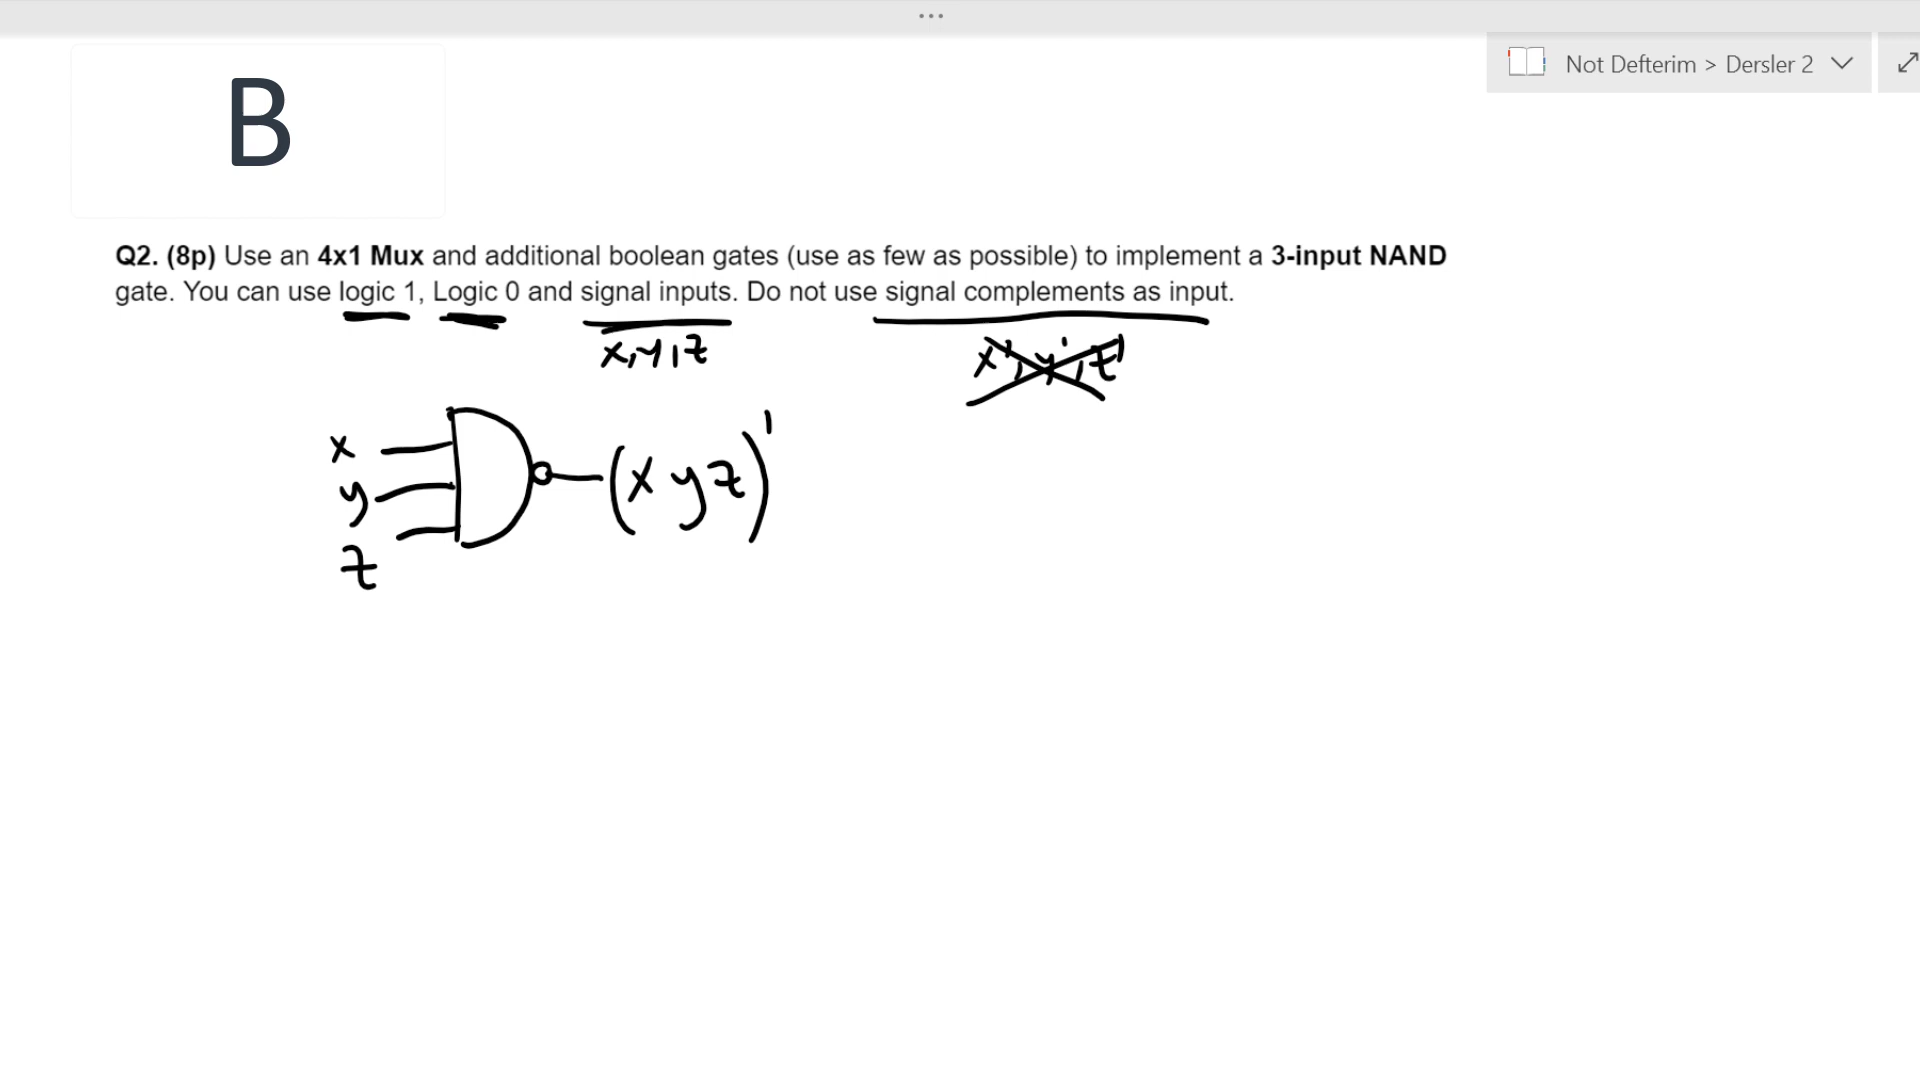 ...
Not Defterim > Dersler 2
B
Q2. (8p) Use an 4x1 Mux and additional boolean gates (use as few as possible) to implement a 3-input NAND
gate. You can use logic 1, Logic 0 and signal inputs. Do not use signal complements as input.
x,y,z
x',y',z'
x
y
z
(xyz)'